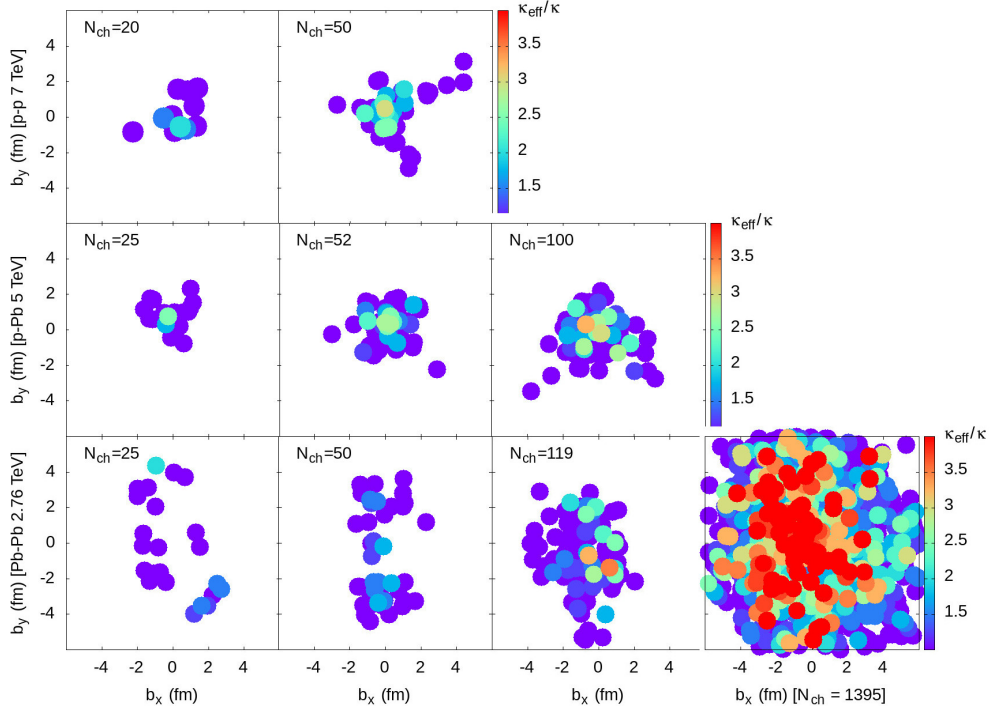 κeff/κ
Nch=20
Nch=50
4
2
0
-2
-4
by (fm) [p-p 7 TeV]
3.5
3
2.5
2
1.5
κeff/κ
Nch=25
Nch=52
Nch=100
4
2
0
-2
-4
by (fm) [p-Pb 5 TeV]
3.5
3
2.5
2
1.5
κeff/κ
Nch=25
Nch=50
Nch=119
4
2
0
-2
-4
by (fm) [Pb-Pb 2.76 TeV]
3.5
3
2.5
2
1.5
-4 -2 0 2 4 -4 -2 0 2 4 -4 -2 0 2 4 -4 -2 0 2 4
bx (fm) bx (fm) bx (fm) bx (fm) [Nch = 1395]